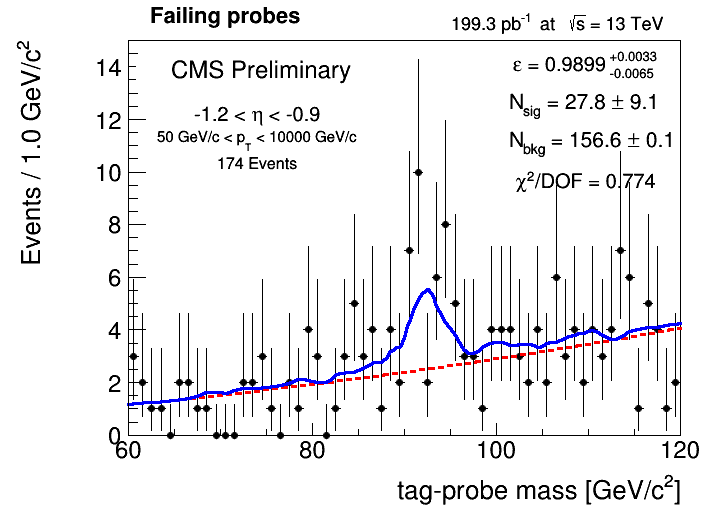 Failing probes
199.3 pb⁻¹ at √s = 13 TeV
CMS Preliminary
-1.2 < η < -0.9
50 GeV/c < p_T < 10000 GeV/c
174 Events
ε = 0.9899 +0.0033 -0.0065
N_sig = 27.8 ± 9.1
N_bkg = 156.6 ± 0.1
χ²/DOF = 0.774
Events / 1.0 GeV/c²
14
12
10
8
6
4
2
0
60 80 100 120
tag-probe mass [GeV/c²]